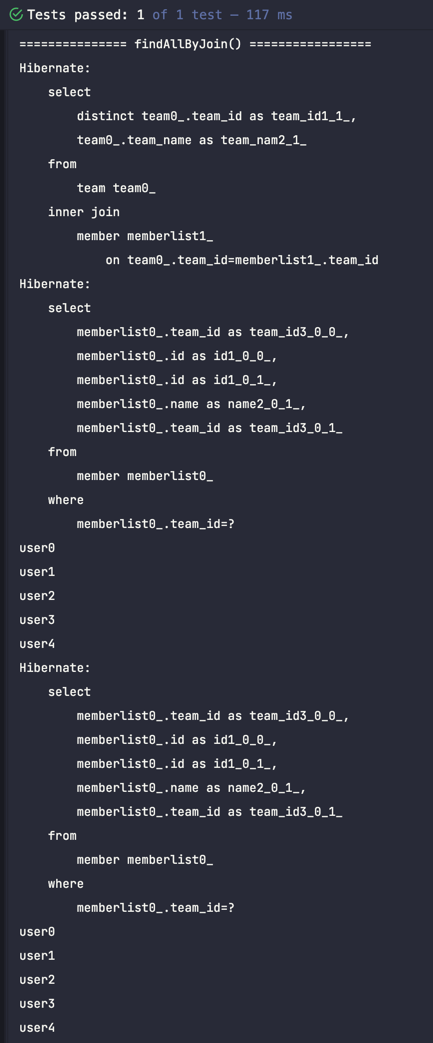 Tests passed: 1 of 1 test – 117 ms
=============== findAllByJoin() =================
Hibernate:
    select
        distinct team0_.team_id as team_id1_1_,
        team0_.team_name as team_nam2_1_
    from
        team team0_
    inner join
        member memberlist1_
            on team0_.team_id=memberlist1_.team_id
Hibernate:
    select
        memberlist0_.team_id as team_id3_0_0_,
        memberlist0_.id as id1_0_0_,
        memberlist0_.id as id1_0_1_,
        memberlist0_.name as name2_0_1_,
        memberlist0_.team_id as team_id3_0_1_
    from
        member memberlist0_
    where
        memberlist0_.team_id=?
user0
user1
user2
user3
user4
Hibernate:
    select
        memberlist0_.team_id as team_id3_0_0_,
        memberlist0_.id as id1_0_0_,
        memberlist0_.id as id1_0_1_,
        memberlist0_.name as name2_0_1_,
        memberlist0_.team_id as team_id3_0_1_
    from
        member memberlist0_
    where
        memberlist0_.team_id=?
user0
user1
user2
user3
user4